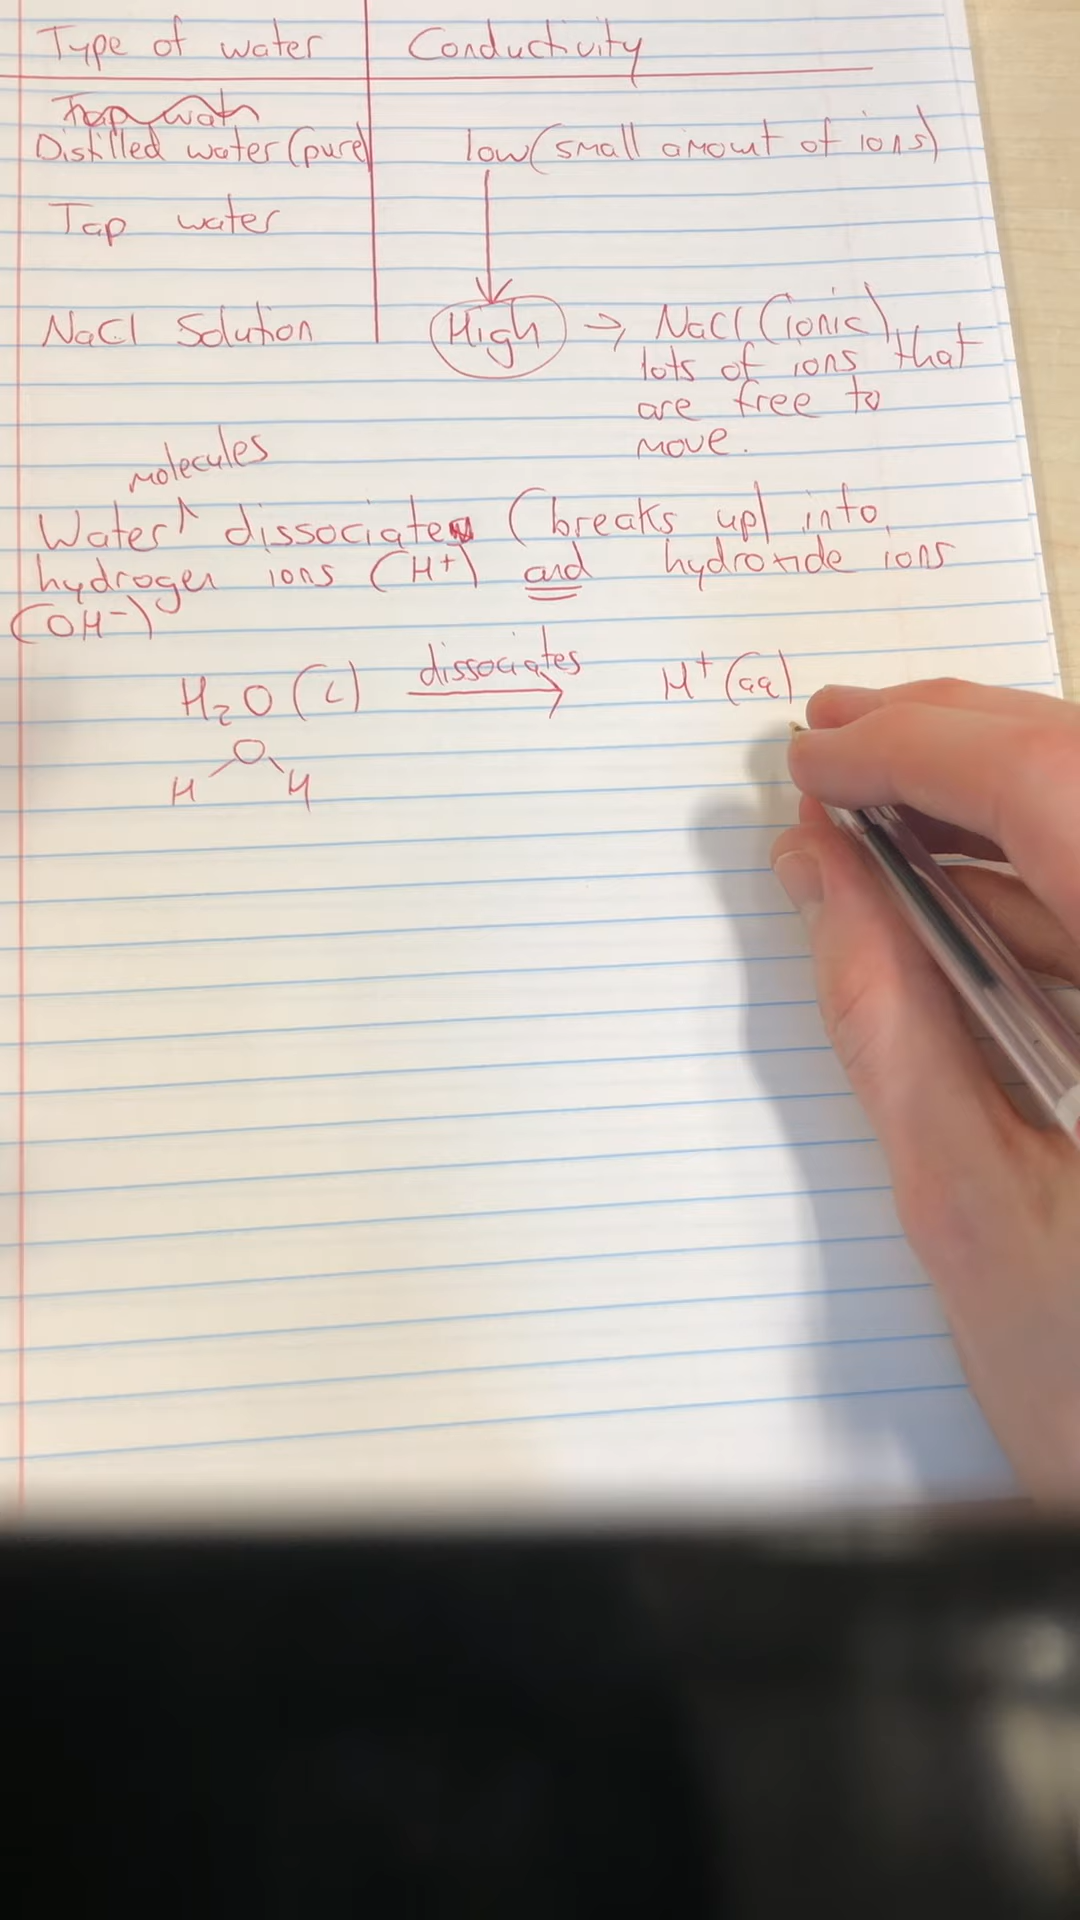 Type of water Conductivity
Tap wat
Distilled water (pure) low (small amount of ions)
Tap water
NaCl Solution High → NaCl (ionic),
lots of ions that
are free to
move.
molecules
Water ^ dissociate (breaks up) into
hydrogen ions (H+) and hydroxide ions
(OH-)
H2O (L) dissociates → H+ (aq)
O
H H